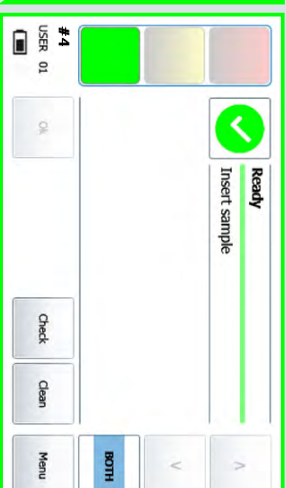 Ready
Insert sample
BOTH
#4
USER 01
Ok
Check
Clean
Menu